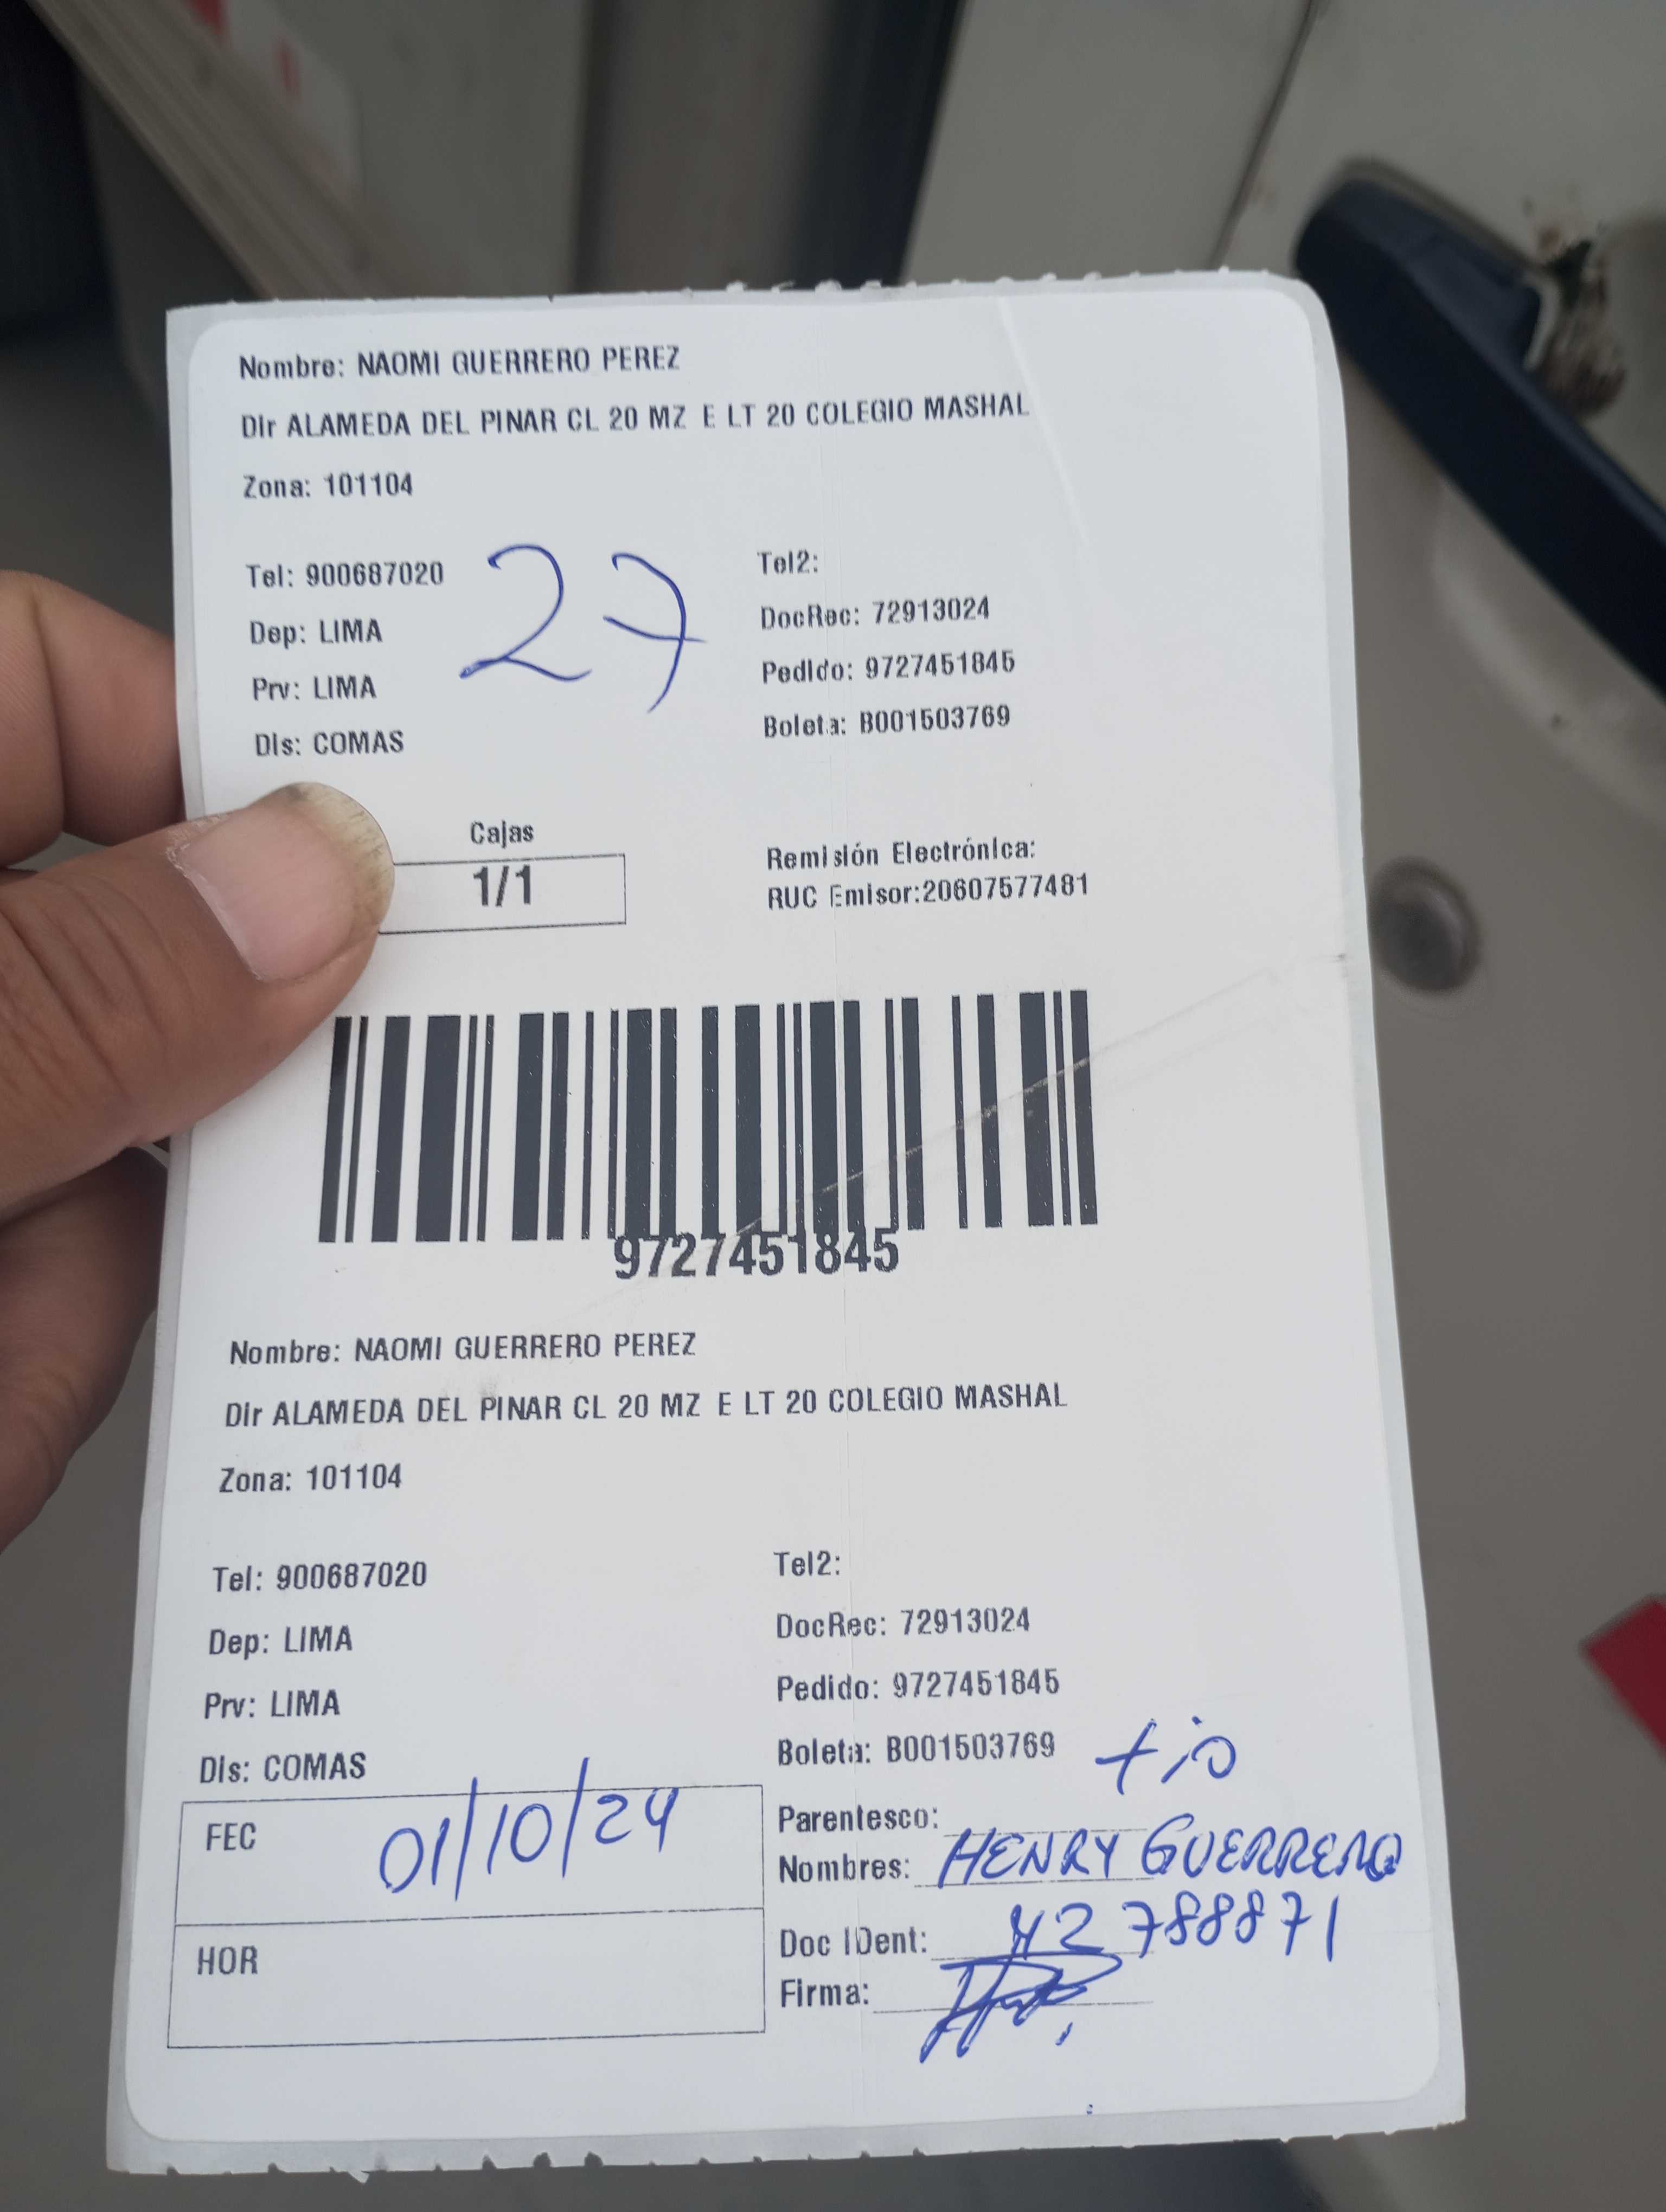 Nombre: NAOMI GUERRERO PEREZ
Dir ALAMEDA DEL PINAR CL 20 MZ E LT 20 COLEGIO MASHAL
Zona: 101104
27
Tel: 900687020
Tel2:
Dep: LIMA
DocRec: 72913024
Prv: LIMA
Pedido: 9727451845
Dis: COMAS
Boleta: B001503769
Cajas
1/1
Remisión Electrónica:
RUC Emisor:20607577481
9727451845
Nombre: NAOMI GUERRERO PEREZ
Dir ALAMEDA DEL PINAR CL 20 MZ E LT 20 COLEGIO MASHAL
Zona: 101104
Tel: 900687020
Tel2:
Dep: LIMA
DocRec: 72913024
Prv: LIMA
Pedido: 9727451845
Dis: COMAS
Boleta: B001503769
FEC 01/10/24
HOR
Parentesco: tio
Nombres: HENRY GUERRERO
Doc IDent: 42788871
Firma: